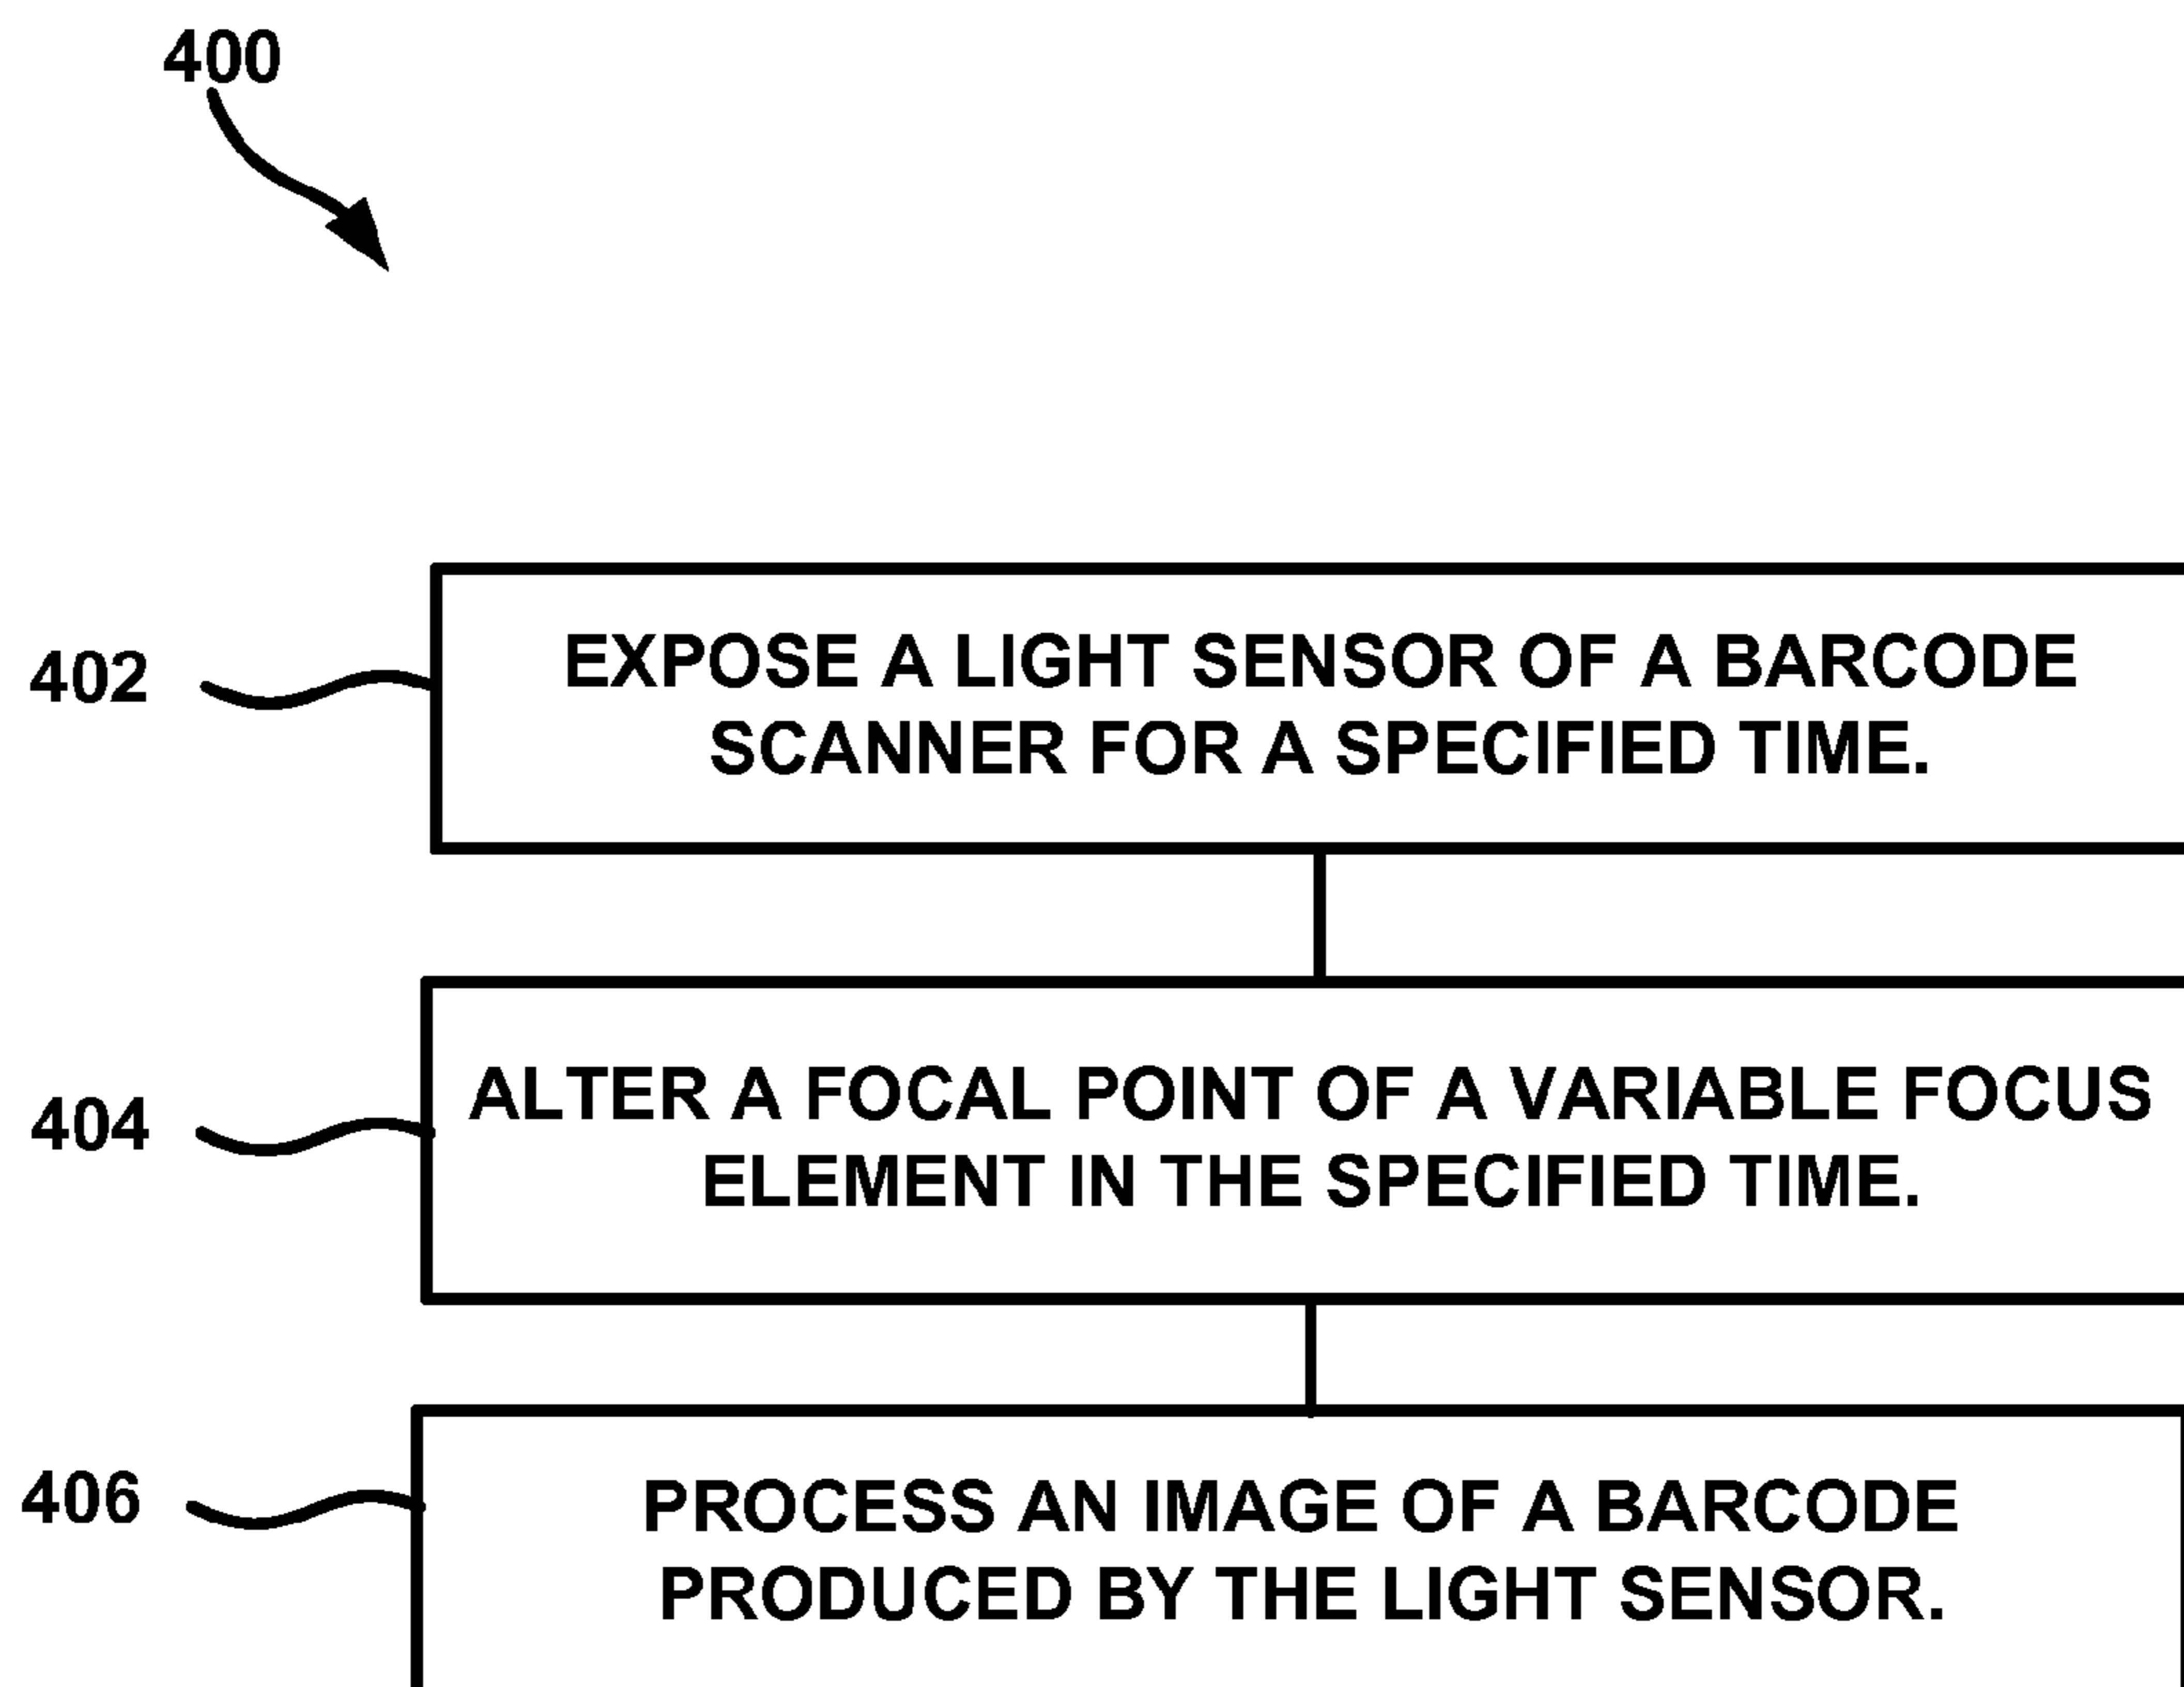 400
402
EXPOSE A LIGHT SENSOR OF A BARCODE
SCANNER FOR A SPECIFIED TIME.
404
ALTER A FOCAL POINT OF A VARIABLE FOCUS
ELEMENT IN THE SPECIFIED TIME.
406
PROCESS AN IMAGE OF A BARCODE
PRODUCED BY THE LIGHT SENSOR.